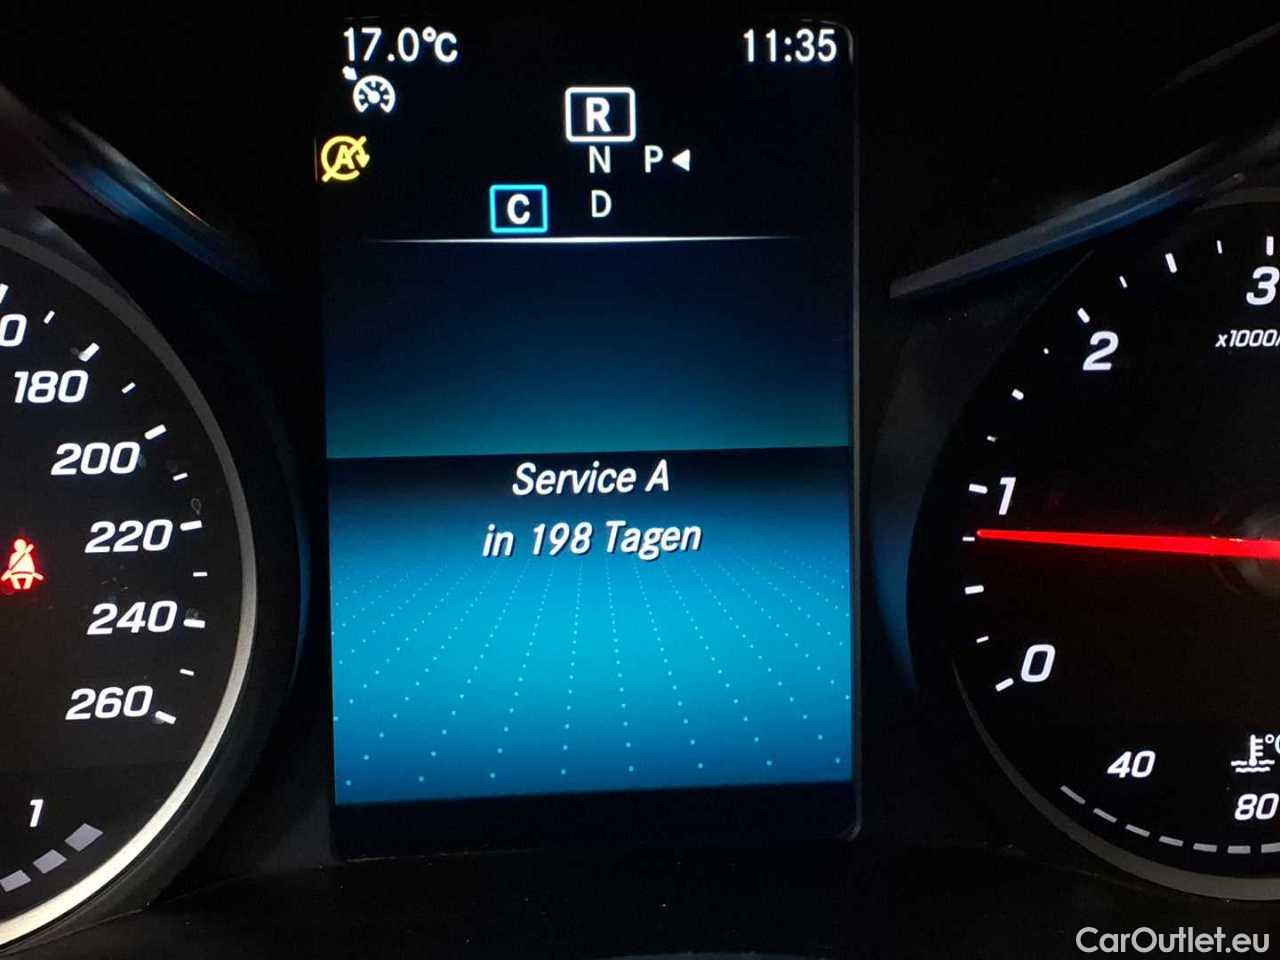 17.0°C 11:35
R
N P
C D
Service A
in 198 Tagen
180
200
220
240
260
1
3
x1000/
2
1
0
40
80
CarOutlet.eu